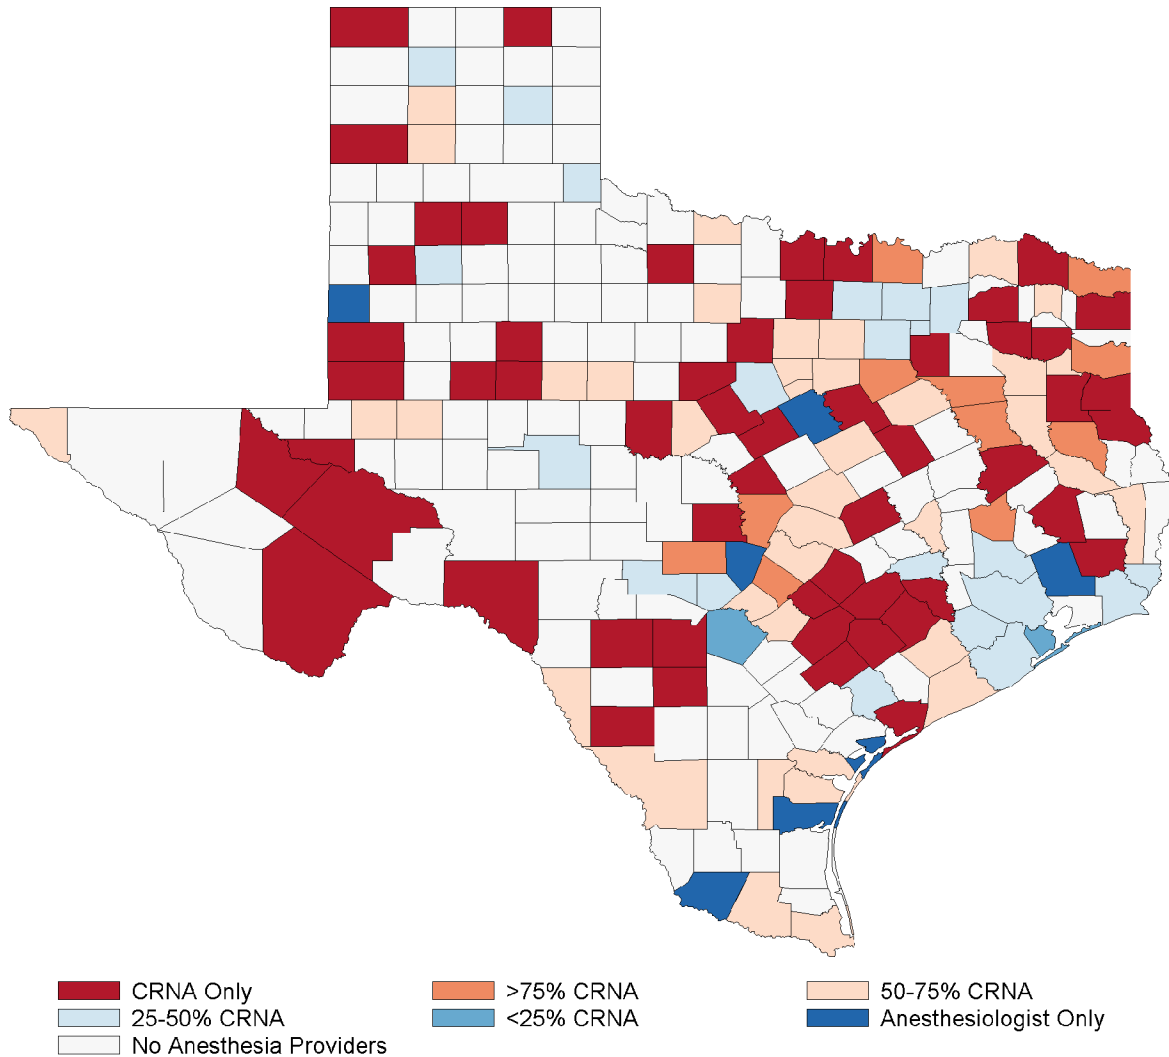 CRNA Only >75% CRNA 50-75% CRNA
25-50% CRNA <25% CRNA Anesthesiologist Only
No Anesthesia Providers